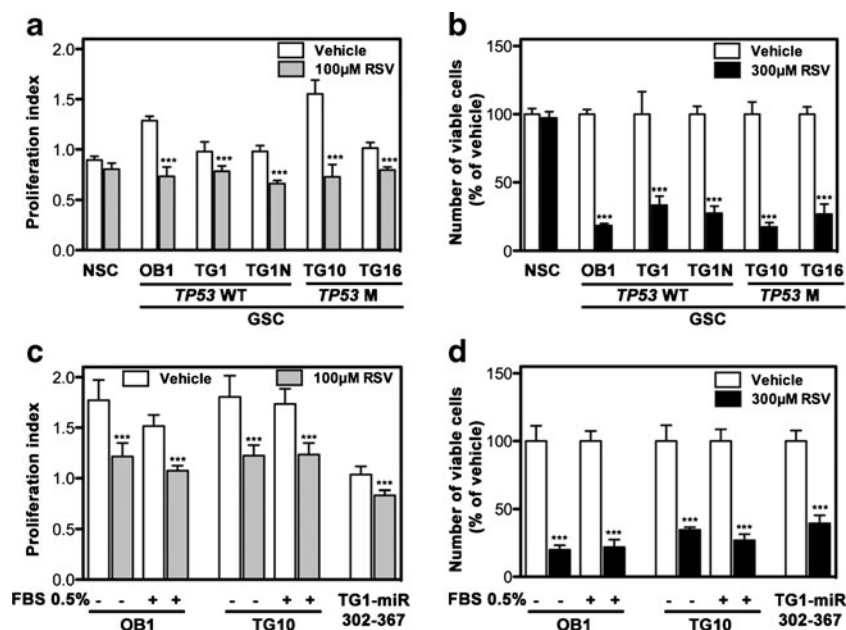 a
2.0
1.5
1.0
0.5
0.0
Proliferation index
Vehicle
100µM RSV
***
***
***
***
***
NSC OB1 TG1 TG1N TG10 TG16
TP53 WT TP53 M
GSC
b
150
100
50
0
Number of viable cells
(% of vehicle)
Vehicle
300µM RSV
***
***
***
***
***
NSC OB1 TG1 TG1N TG10 TG16
TP53 WT TP53 M
GSC
c
2.0
1.5
1.0
0.5
0.0
Proliferation index
Vehicle 100µM RSV
***
***
***
***
***
FBS 0.5% - - + + - - + + TG1-miR
OB1 TG10 302-367
d
150
100
50
0
Number of viable cells
(% of vehicle)
Vehicle
300µM RSV
***
***
***
***
***
FBS 0.5% - - + + - - + + TG1-miR
OB1 TG10 302-367